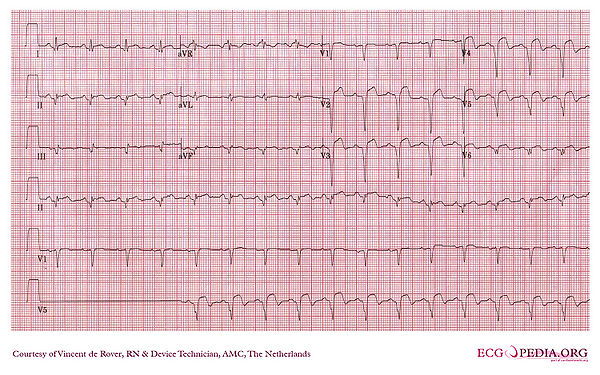 I aVR V1 V4
II aVL V2 V5
III aVF V3 V6
II
V1
V5
Courtesy of Vincent de Rover, RN & Device Technician, AMC, The Netherlands
ECGPEDIA.ORG